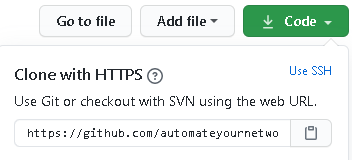 Go to file Add file Code
Clone with HTTPS ? Use SSH
Use Git or checkout with SVN using the web URL.
https://github.com/automateyournetwo